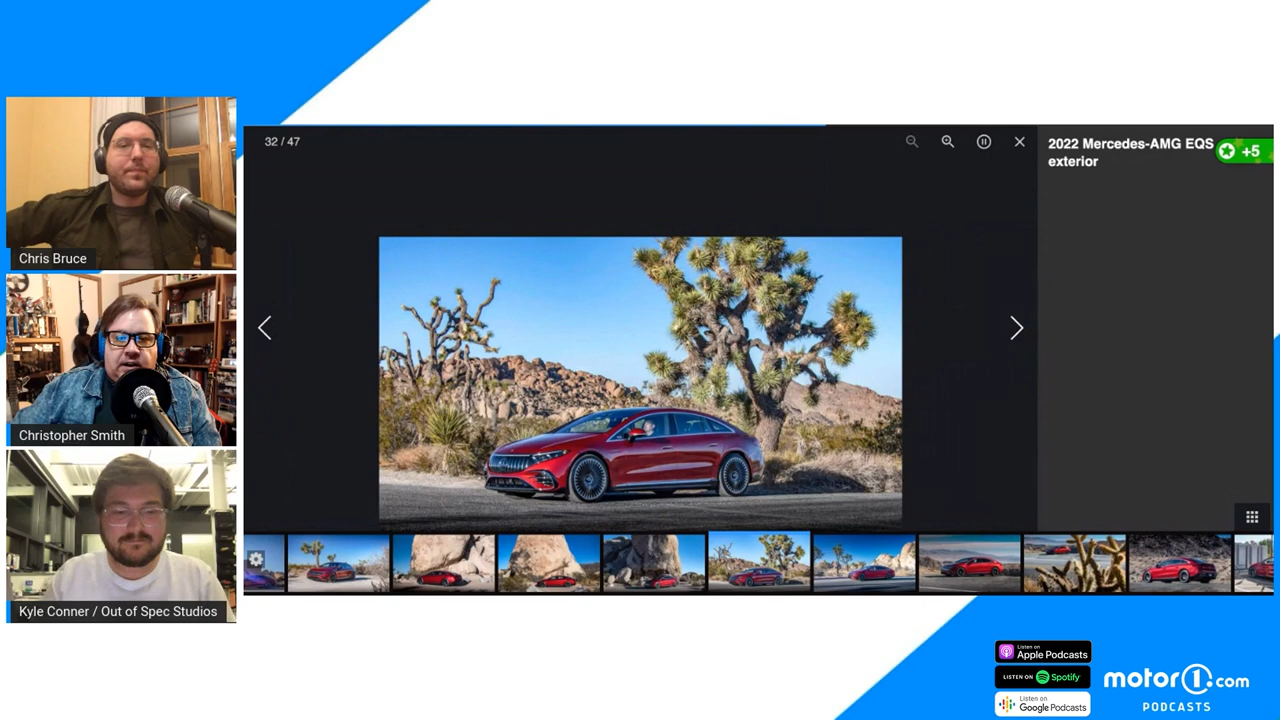 Chris Bruce
Christopher Smith
Kyle Conner / Out of Spec Studios
32 / 47
2022 Mercedes-AMG EQS
exterior
+5
Listen on
Apple Podcasts
LISTEN ON Spotify
Listen on
Google Podcasts
motor1.com
PODCASTS